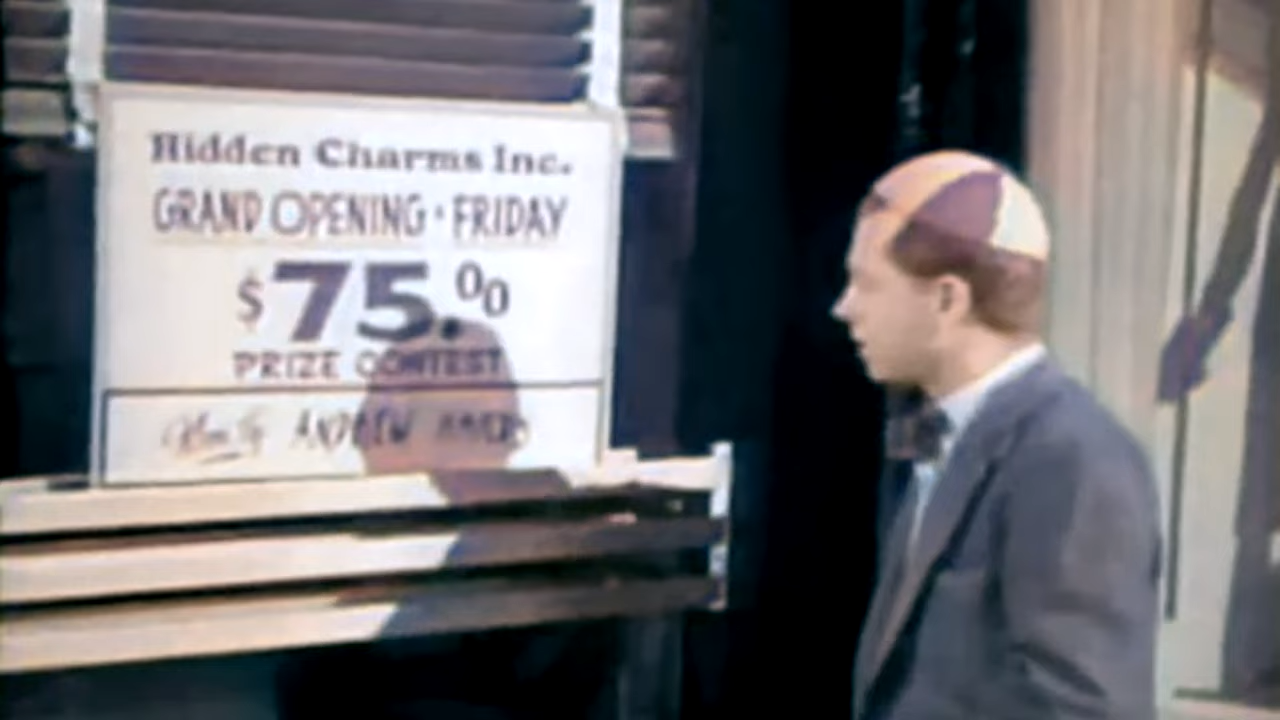 Hidden Charms Inc.
GRAND OPENING · FRIDAY
$75.00
PRIZE CONTEST
ANDREW